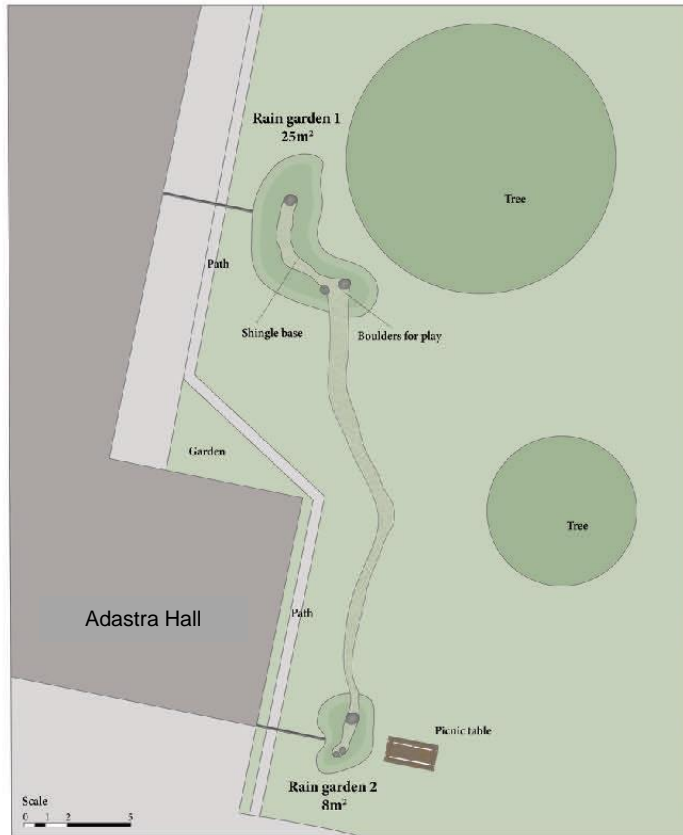 Rain garden 1
25m²
Tree
Path
Shingle base
Boulders for play
Garden
Tree
Adastra Hall
Path
Picnic table
Rain garden 2
8m²
Scale
0 1 2 5